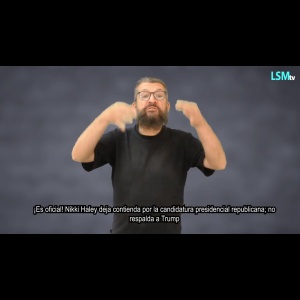 LSMtv
¡Es oficial! Nikki Haley deja contienda por la candidatura presidencial republicana; no
respalda a Trump